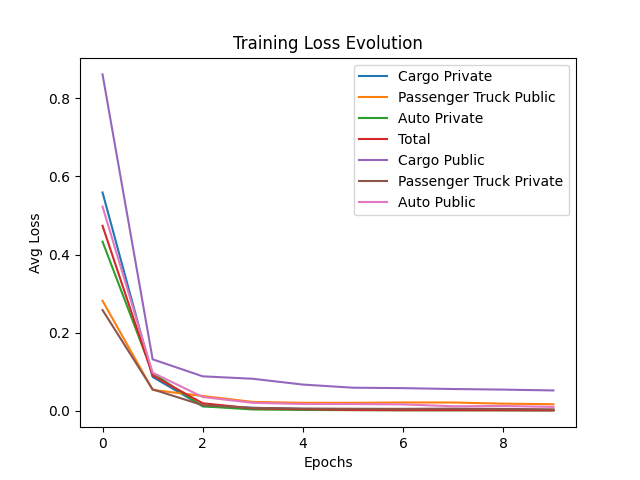 Training Loss Evolution
Cargo Private
Passenger Truck Public
Auto Private
Total
Cargo Public
Passenger Truck Private
Auto Public
Avg Loss
0.8
0.6
0.4
0.2
0.0
0 2 4 6 8
Epochs